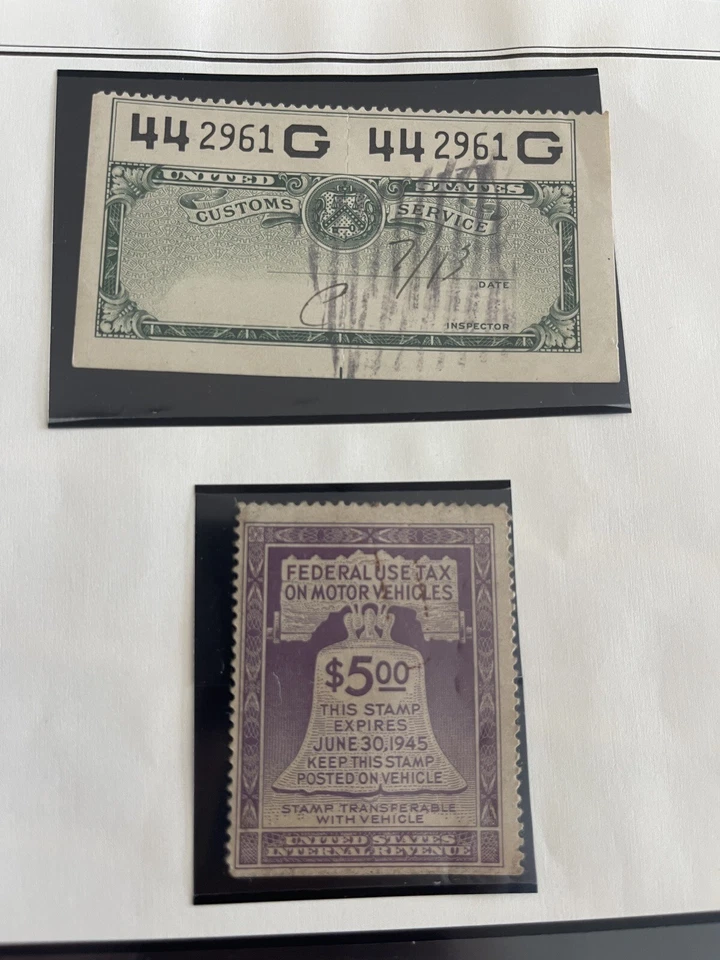 44 2961 G 44 2961 G
UNITED STATES
CUSTOMS SERVICE
7/13
DATE
C
INSPECTOR
FEDERAL USE TAX
ON MOTOR VEHICLES
$5.00
THIS STAMP
EXPIRES
JUNE 30, 1945
KEEP THIS STAMP
POSTED ON VEHICLE
STAMP TRANSFERABLE
WITH VEHICLE
UNITED STATES
INTERNAL REVENUE